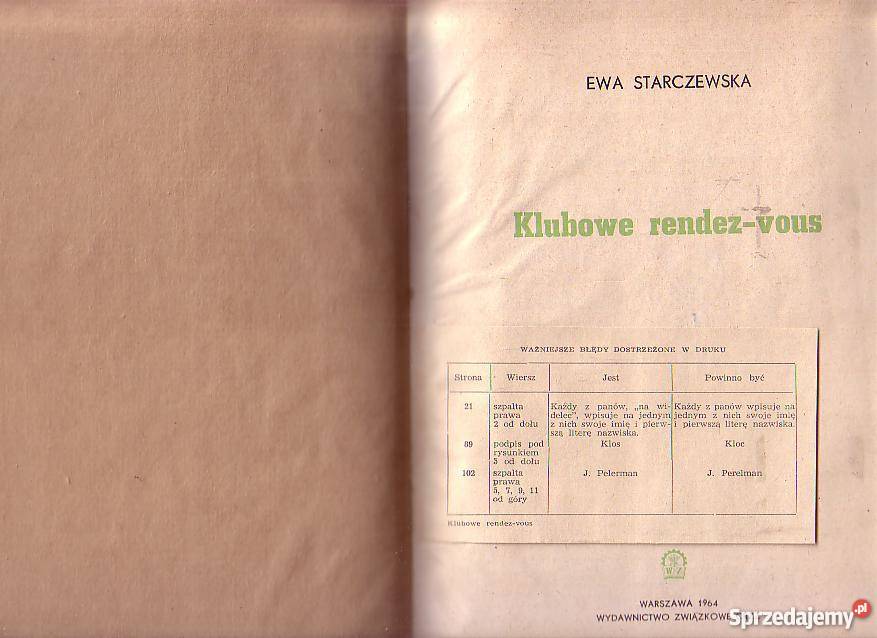 EWA STARCZEWSKA
Klubowe rendez-vous
WAŻNIEJSZE BŁĘDY DOSTRZEŻONE W DRUKU
Strona Wiersz Jest Powinno być
21 szpalta Każdy z panów, „na wi- Każdy z panów wpisuje na
prawa delec", wpisuje na jednym jednym z nich swoje imię
2 od dołu z nich swoje imię i pierw- i pierwszą literę nazwiska.
szą literę nazwiska.
89 podpis pod Klos Kloc
rysunkiem
5 od dołu
102 szpalta J. Pelerman J. Perelman
prawa
5, 7, 9, 11
od góry
Klubowe rendez-vous
W Z
WARSZAWA 1964
WYDAWNICTWO ZWIĄZKOWE
Sprzedajemy.pl